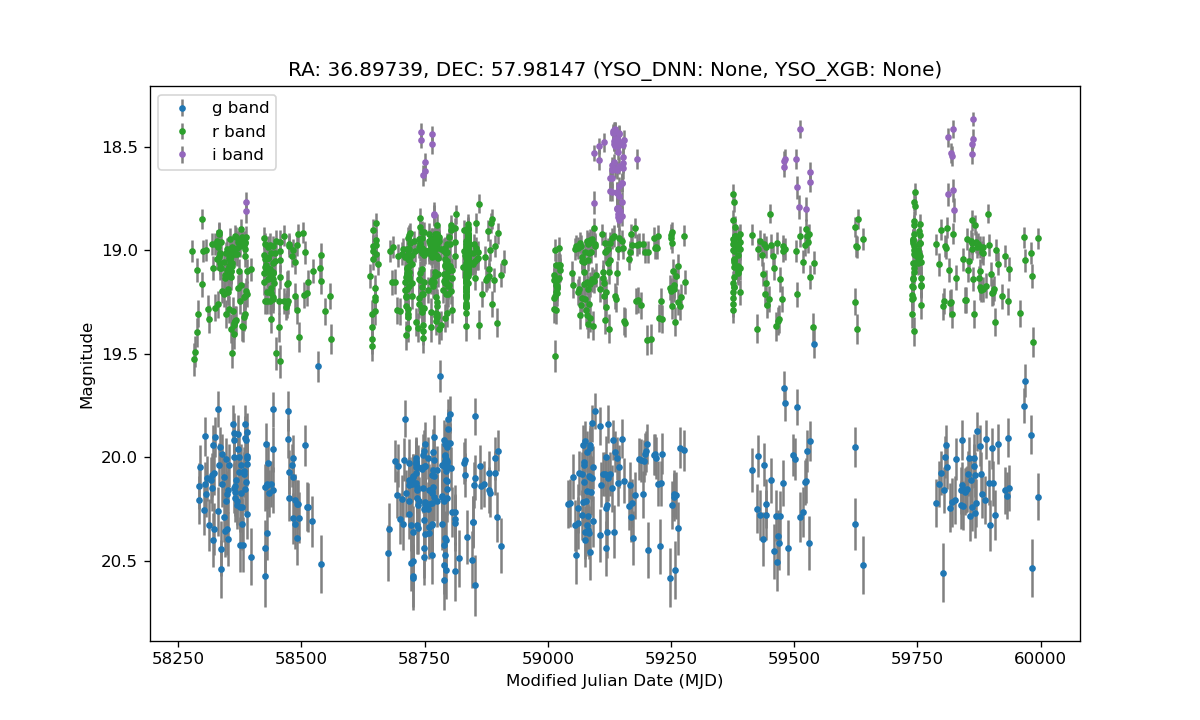 RA: 36.89739, DEC: 57.98147 (YSO_DNN: None, YSO_XGB: None)
g band
r band
i band
18.5
19.0
19.5
20.0
20.5
Magnitude
58250
58500
58750
59000
59250
59500
59750
60000
Modified Julian Date (MJD)